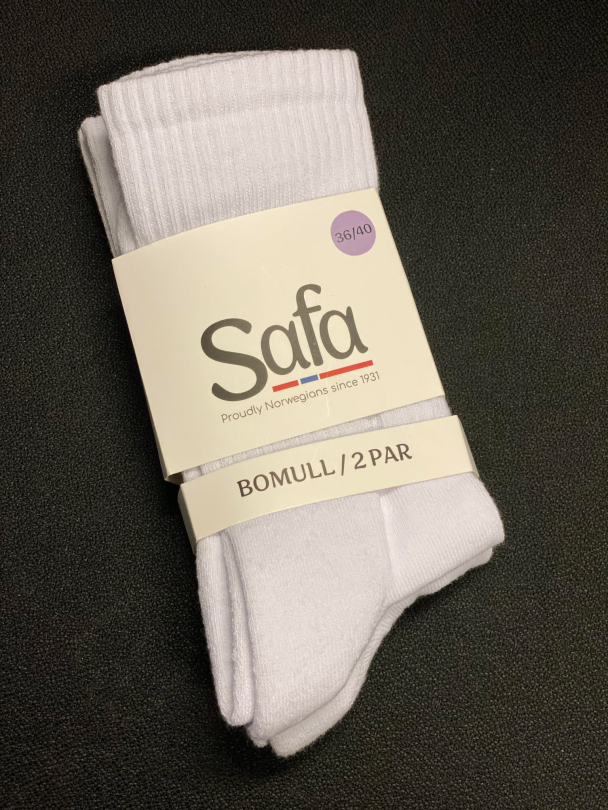 36/40
Safa
Proudly Norwegians since 1931
BOMULL / 2 PAR